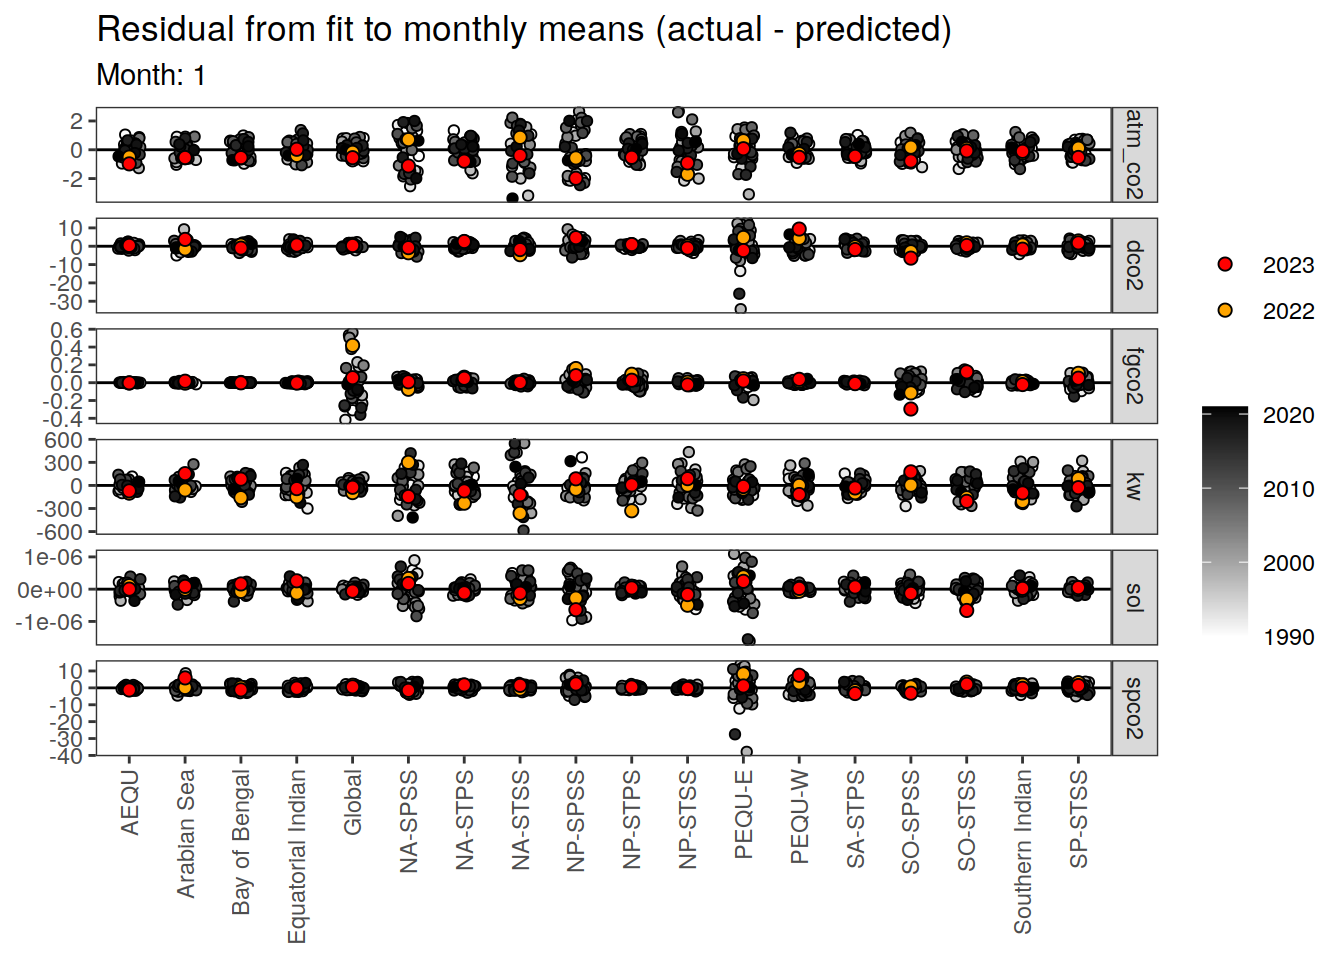 Residual from fit to monthly means (actual - predicted)
Month: 1
2
0
-2
atm_co2
10
0
-10
-20
-30
dco2
0.6
0.4
0.2
0.0
-0.2
-0.4
fgco2
600
300
0
-300
-600
kw
1e-06
0e+00
-1e-06
sol
10
0
-10
-20
-30
-40
spco2
AEQU
Arabian Sea
Bay of Bengal
Equatorial Indian
Global
NA-SPSS
NA-STPS
NA-STSS
NP-SPSS
NP-STPS
NP-STSS
PEQU-E
PEQU-W
SA-STPS
SO-SPSS
SO-STSS
Southern Indian
SP-STSS
2023
2022
2020
2010
2000
1990